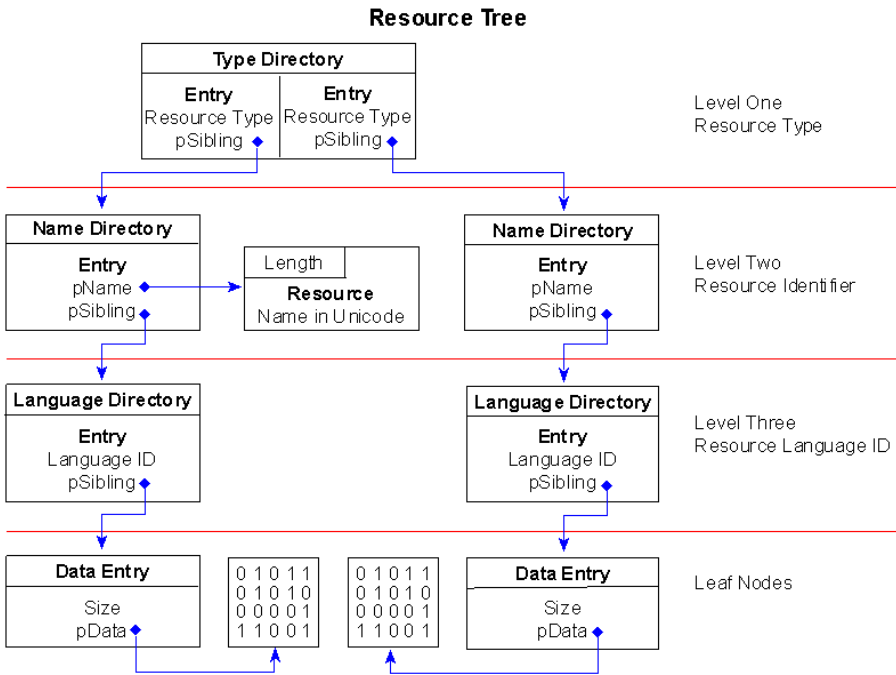 Resource Tree
Type Directory
Entry
Resource Type
pSibling
Entry
Resource Type
pSibling
Level One
Resource Type
Name Directory
Entry
pName
pSibling
Length
Resource
Name in Unicode
Name Directory
Entry
pName
pSibling
Level Two
Resource Identifier
Language Directory
Entry
Language ID
pSibling
Language Directory
Entry
Language ID
pSibling
Level Three
Resource Language ID
Data Entry
Size
pData
0 1 0 1 1
0 1 0 1 0
0 0 0 0 1
1 1 0 0 1
0 1 0 1 1
0 1 0 1 0
0 0 0 0 1
1 1 0 0 1
Data Entry
Size
pData
Leaf Nodes